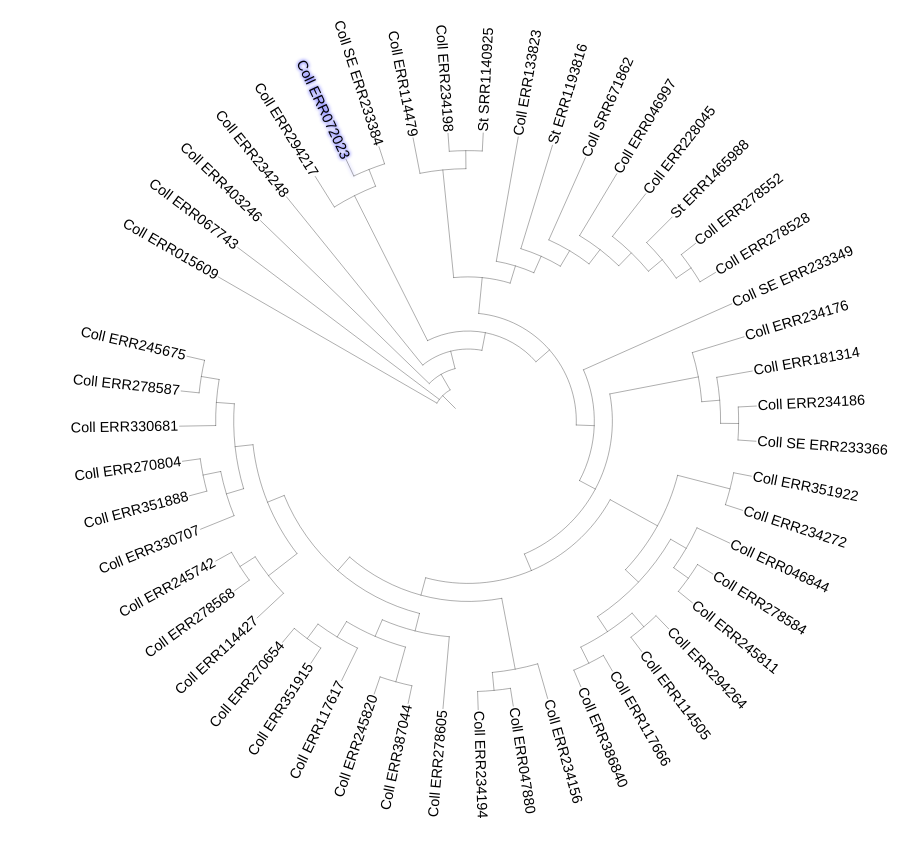 Coll SE ERR233384
Coll ERR114479
Coll ERR234198
St SRR1140925
Coll ERR133823
St ERR1193816
Coll SRR671862
Coll ERR046997
Coll ERR228045
St ERR1465988
Coll ERR278552
Coll ERR278528
Coll SE ERR233349
Coll ERR234176
Coll ERR181314
Coll ERR234186
Coll SE ERR233366
Coll ERR351922
Coll ERR234272
Coll ERR046844
Coll ERR278584
Coll ERR245811
Coll ERR294264
Coll ERR114505
Coll ERR117666
Coll ERR386840
Coll ERR234156
Coll ERR047880
Coll ERR234194
Coll ERR278605
Coll ERR387044
Coll ERR245820
Coll ERR117617
Coll ERR351915
Coll ERR270654
Coll ERR114427
Coll ERR278568
Coll ERR245742
Coll ERR330707
Coll ERR351888
Coll ERR270804
Coll ERR330681
Coll ERR278587
Coll ERR245675
Coll ERR015609
Coll ERR067743
Coll ERR403246
Coll ERR234248
Coll ERR294217
Coll ERR072023